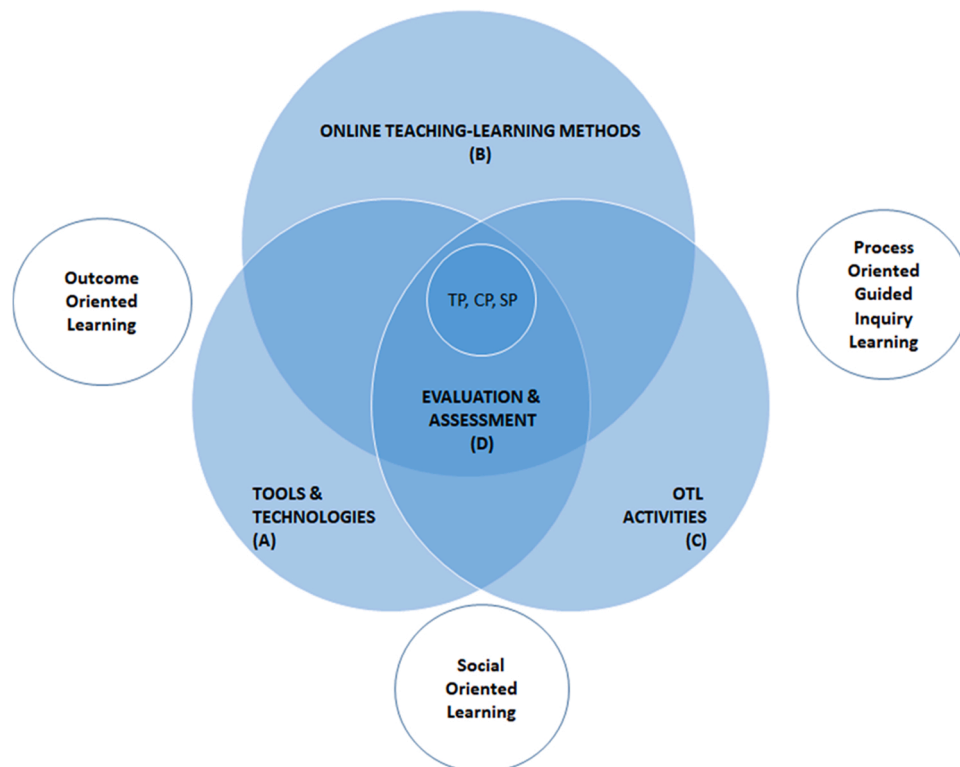 ONLINE TEACHING-LEARNING METHODS
(B)
Outcome
Oriented
Learning
Process
Oriented
Guided
Inquiry
Learning
TP, CP, SP
EVALUATION &
ASSESSMENT
(D)
TOOLS &
TECHNOLOGIES
(A)
OTL
ACTIVITIES
(C)
Social
Oriented
Learning